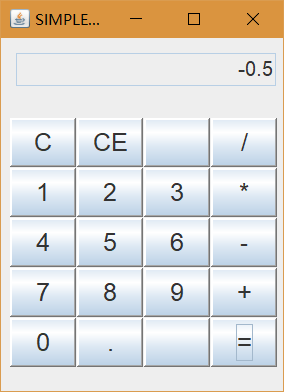 SIMPLE...
-0.5
C CE /
1 2 3 *
4 5 6 -
7 8 9 +
0 . =